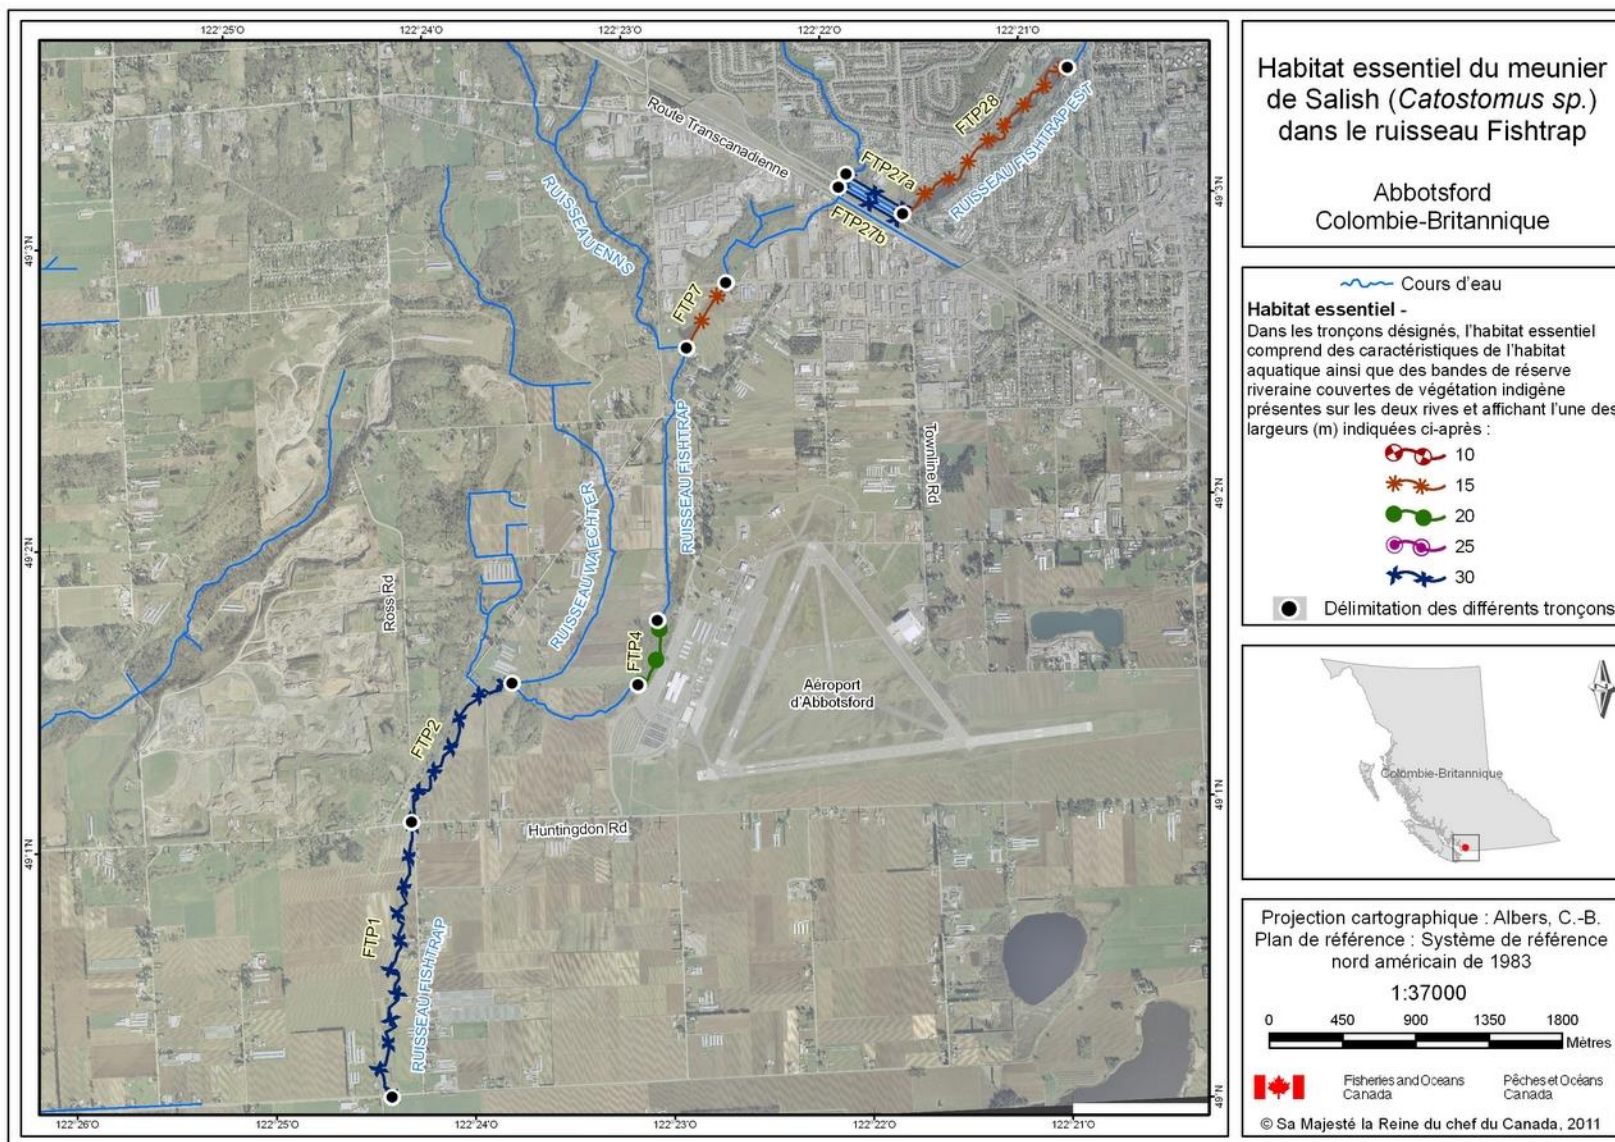 122°25'O
122°24'O
122°23'O
122°22'O
122°21'O
49°3'N
49°2'N
49°1'N
49°3'N
49°2'N
49°1'N
49°N
122°26'O
122°25'O
122°24'O
122°23'O
122°22'O
122°21'O
Route Transcanadienne
FTP28
RUISSEAU FISHTRAP EST
FTP27a
FTP27b
RUISSEAU ENNS
FTP7
RUISSEAU FISHTRAP
Townline Rd
RUISSEAU WAECHTER
Ross Rd
FTP4
Aéroport
d'Abbotsford
FTP2
Huntingdon Rd
FTP1
RUISSEAU FISHTRAP
Habitat essentiel du meunier
de Salish (Catostomus sp.)
dans le ruisseau Fishtrap
Abbotsford
Colombie-Britannique
Cours d'eau
Habitat essentiel -
Dans les tronçons désignés, l'habitat essentiel
comprend des caractéristiques de l'habitat
aquatique ainsi que des bandes de réserve
riveraine couvertes de végétation indigène
présentes sur les deux rives et affichant l'une des
largeurs (m) indiquées ci-après :
10
15
20
25
30
Délimitation des différents tronçons
Colombie-Britannique
Projection cartographique : Albers, C.-B.
Plan de référence : Système de référence
nord américain de 1983
1:37000
0 450 900 1350 1800
Mètres
Fisheries and Oceans
Canada
Pêches et Océans
Canada
© Sa Majesté la Reine du chef du Canada, 2011